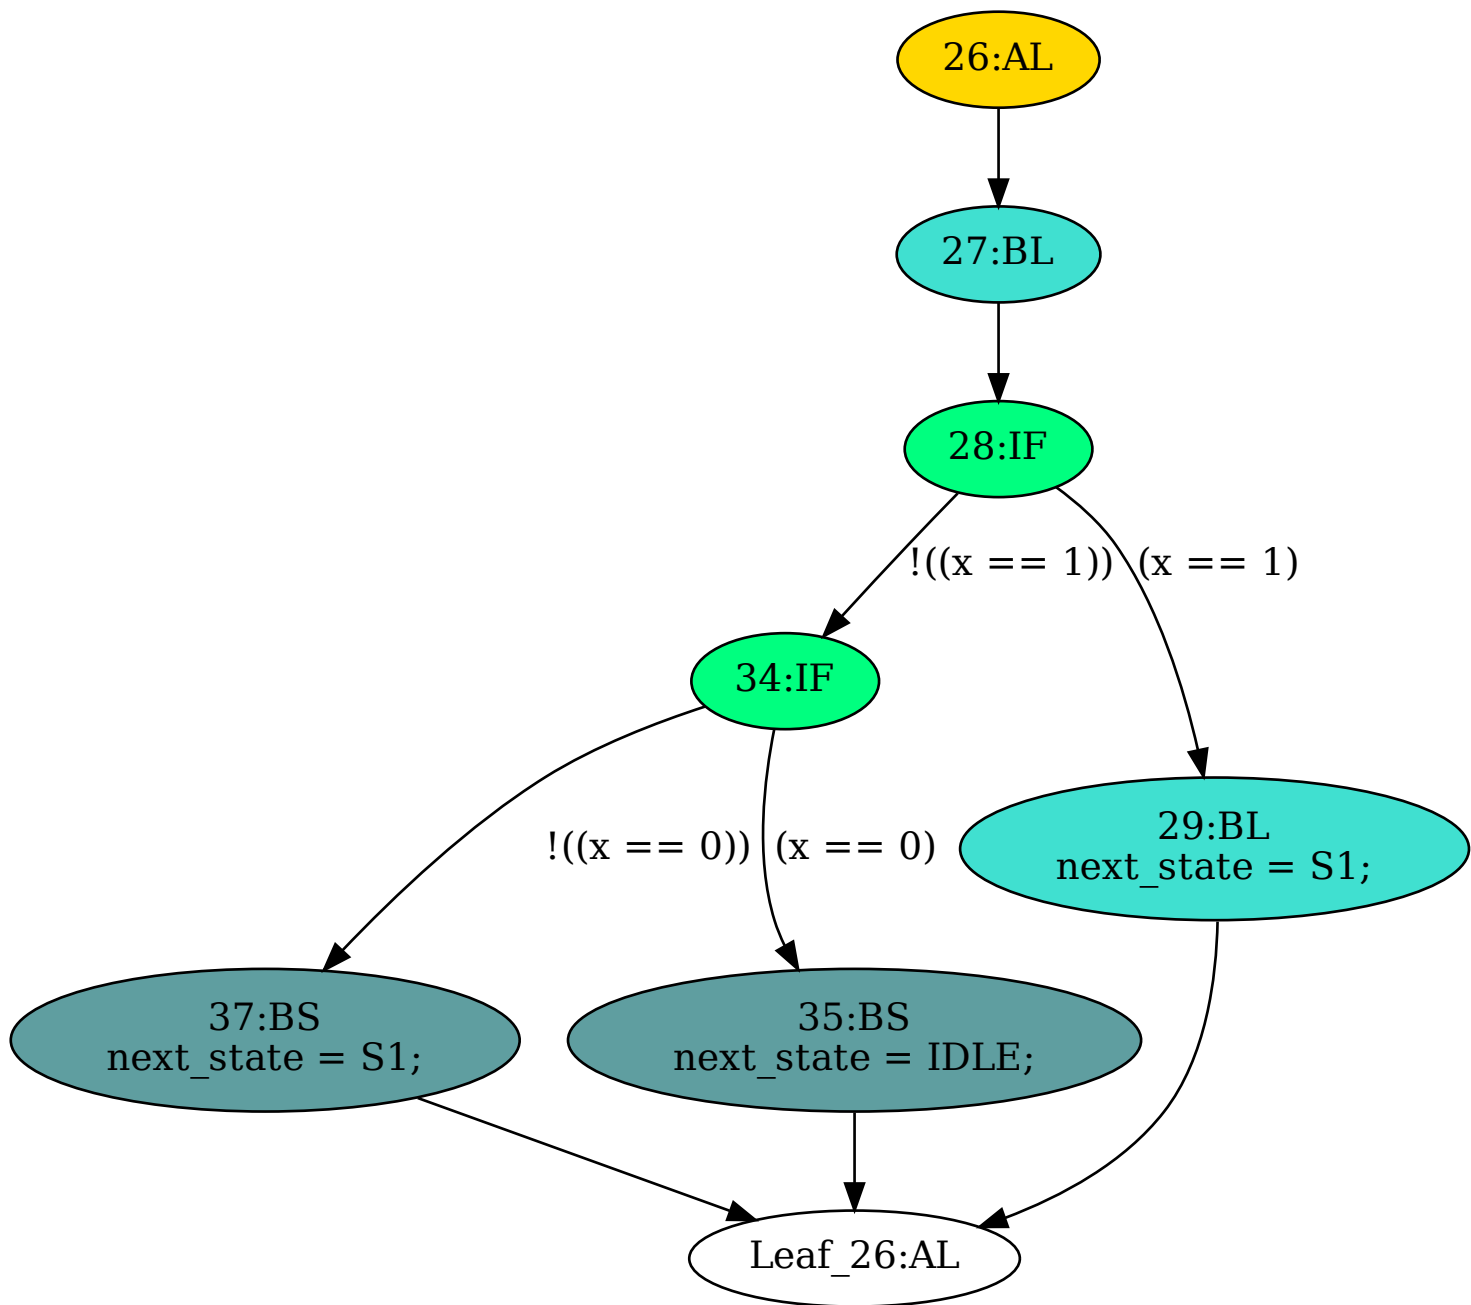 26:AL
27:BL
28:IF
!((x == 1))
(x == 1)
34:IF
!((x == 0))
(x == 0)
29:BL
next_state = S1;
37:BS
next_state = S1;
35:BS
next_state = IDLE;
Leaf_26:AL